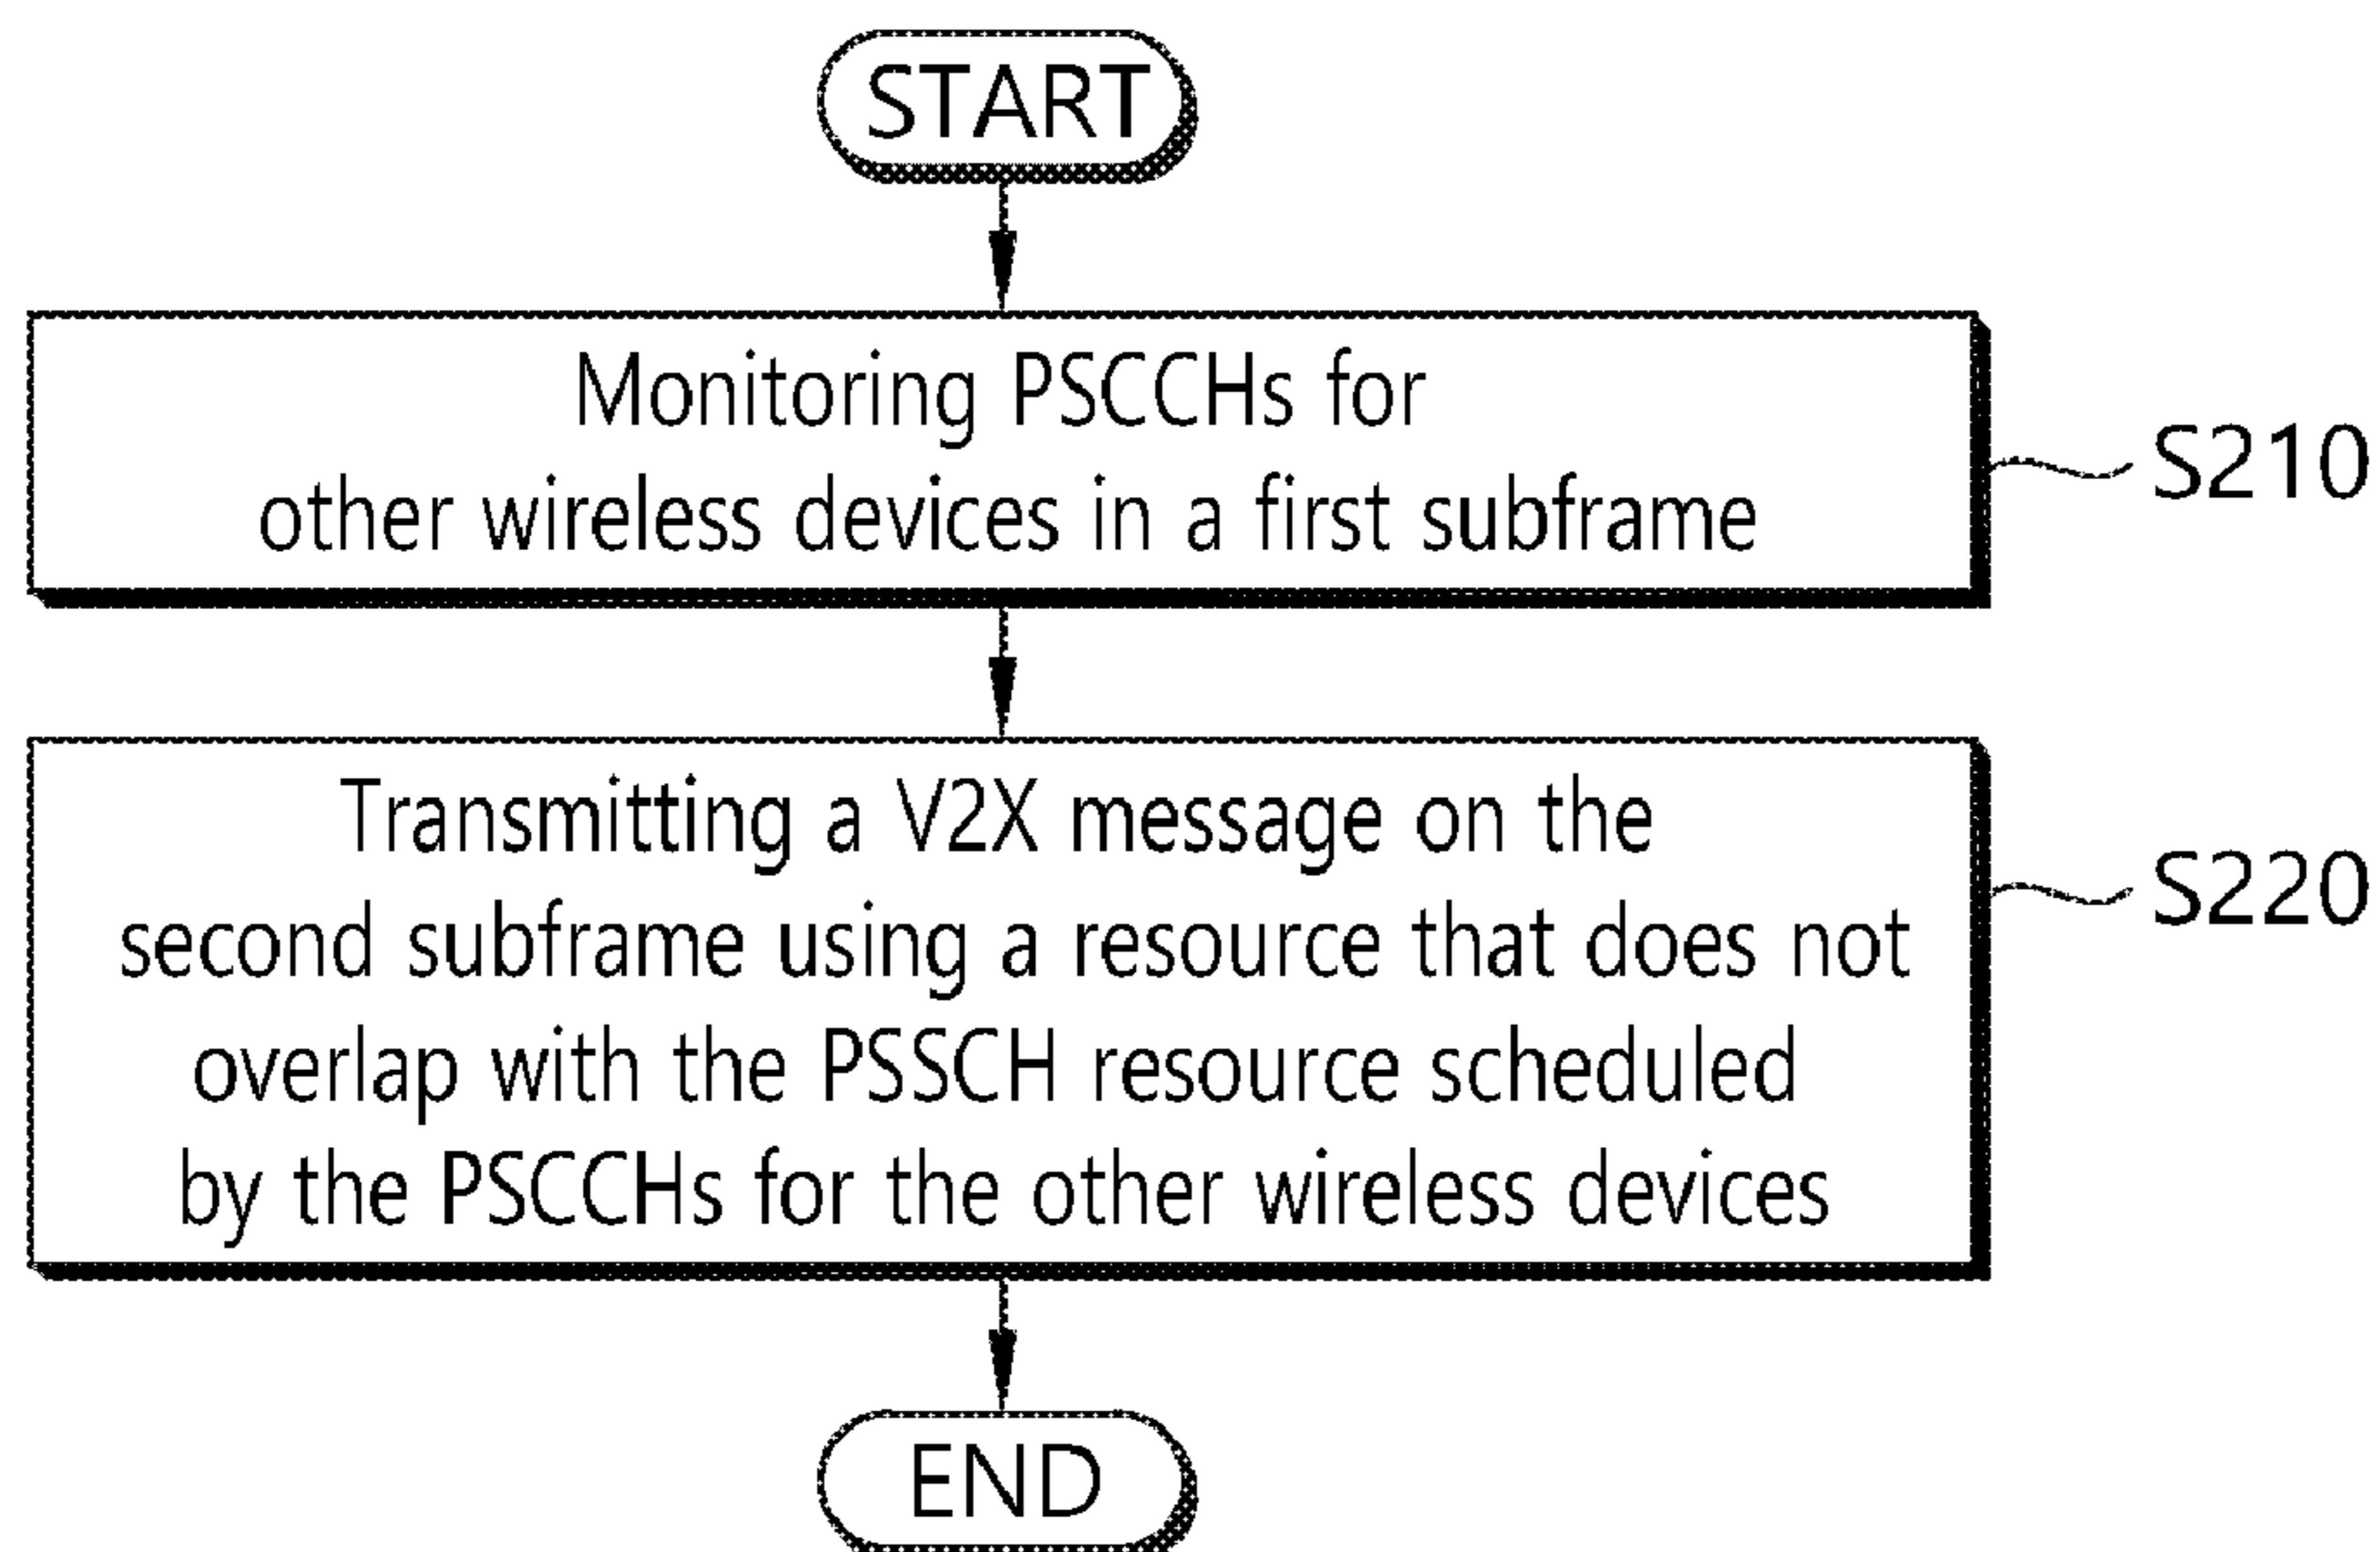 START
Monitoring PSCCHs for
other wireless devices in a first subframe
S210
Transmitting a V2X message on the
second subframe using a resource that does not
overlap with the PSSCH resource scheduled
by the PSCCHs for the other wireless devices
S220
END